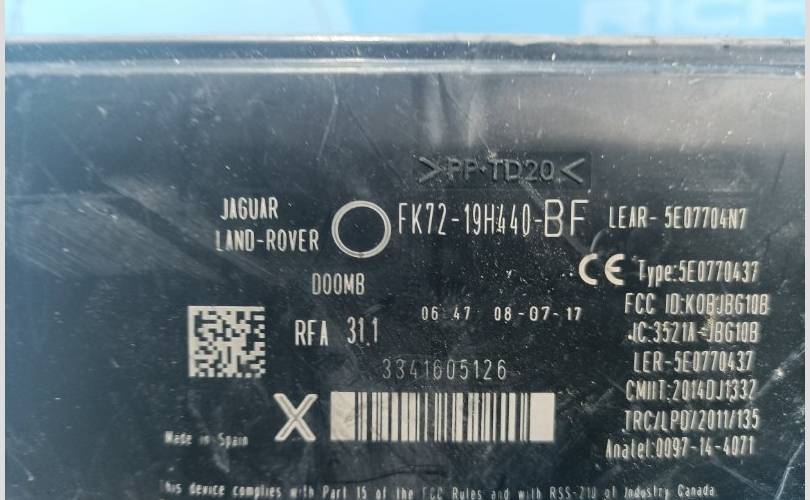 RICH
>PP-TD20<
JAGUAR
LAND-ROVER
FK72-19H440-BF
LEAR- 5E07704N7
D00MB
CE Type:5E0770437
FCC ID:KOBJBG10B
RFA 31.1
06:47 08-07-17
IC:3521A-JBG10B
3341605126
LER-5E0770437
CMIIT:2014DJ1332
X
TRC/LPD/2011/135
Made in Spain
Anatel:0097-14-4071
This device complies with Part 15 of the FCC Rules and with RSS-210 of Industry Canada.